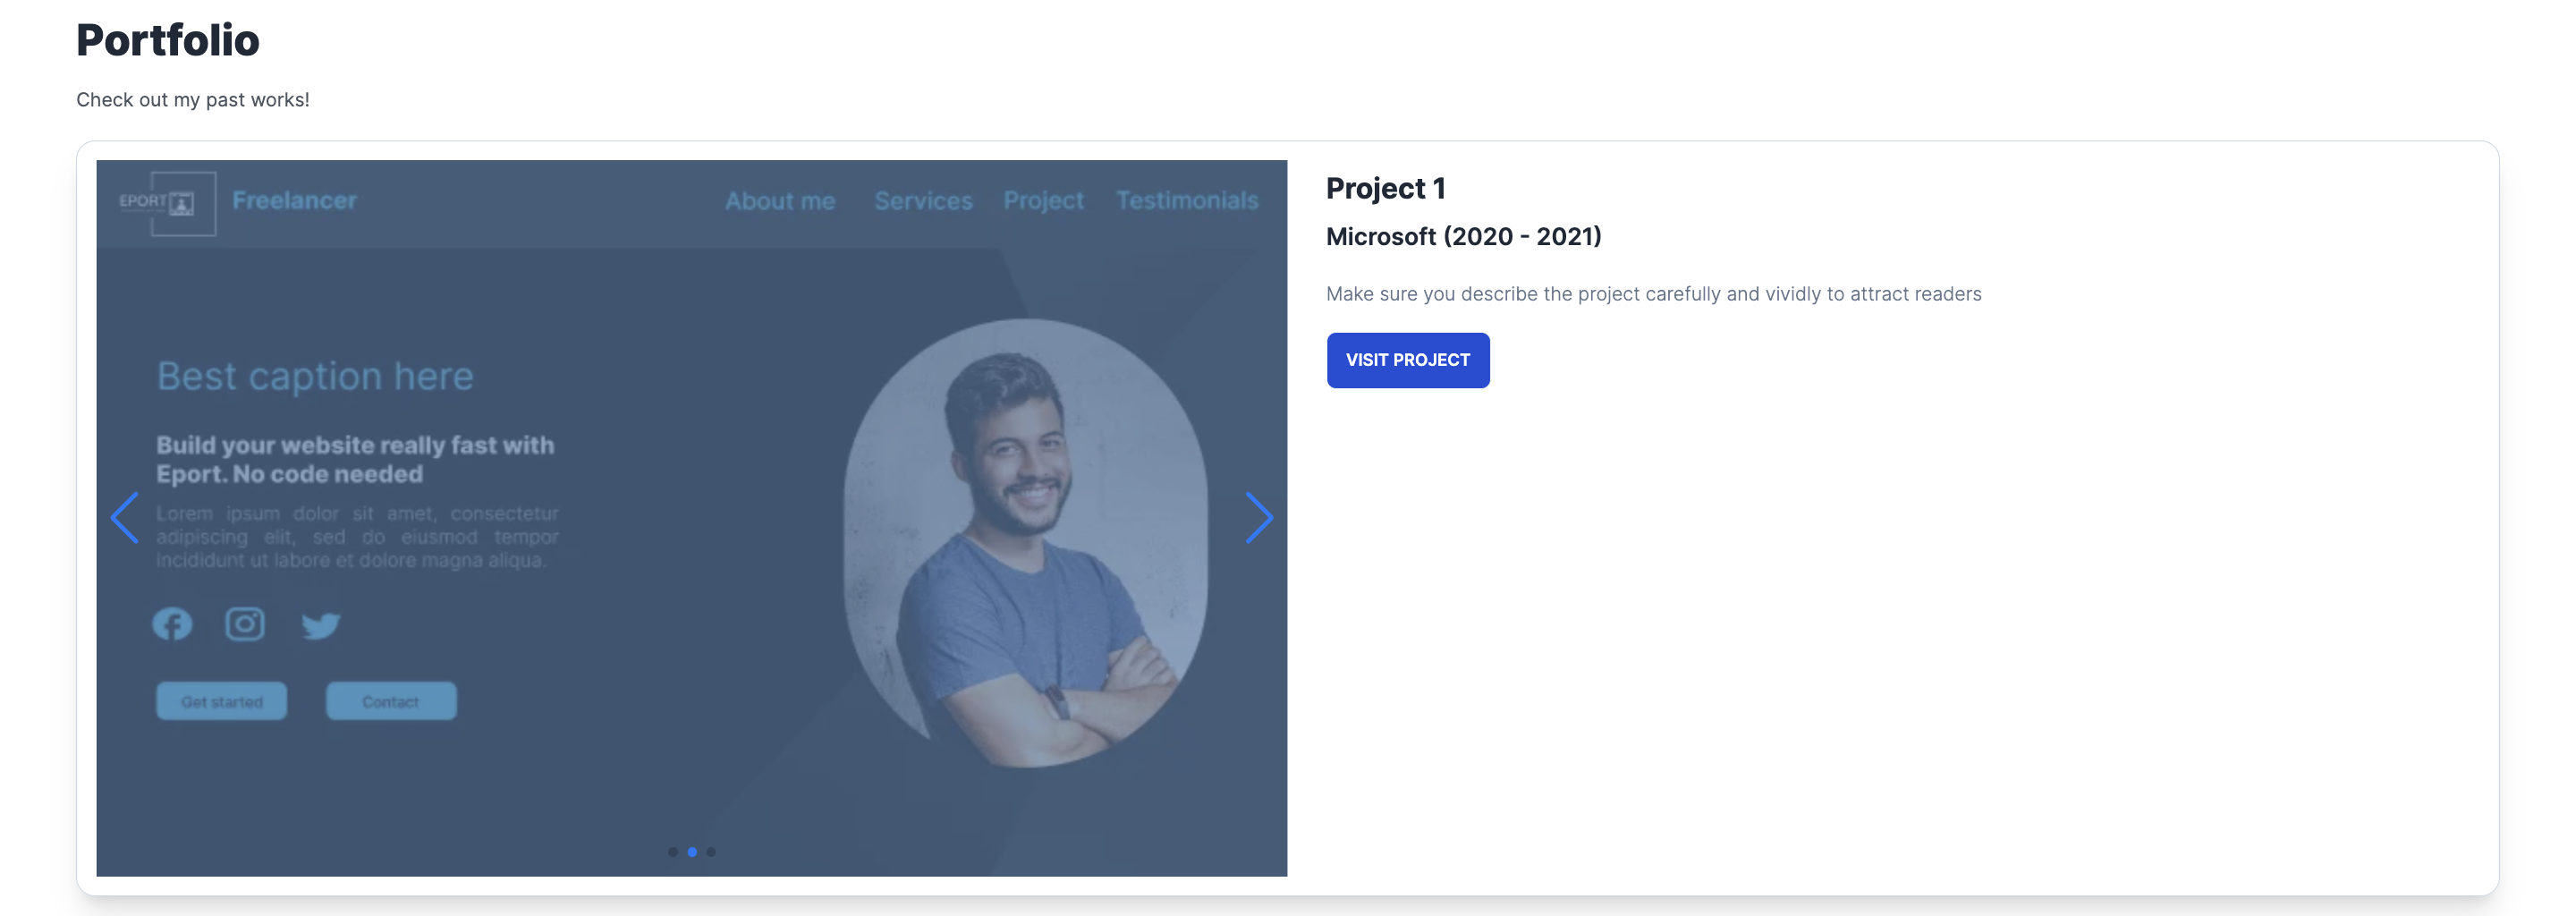 Portfolio
Check out my past works!
EPORT
Freelancer
About me
Services
Project
Testimonials
Best caption here
Build your website really fast with
Eport. No code needed
Lorem ipsum dolor sit amet, consectetur
adipiscing elit, sed do eiusmod tempor
incididunt ut labore et dolore magna aliqua.
Get started
Contact
Project 1
Microsoft (2020 - 2021)
Make sure you describe the project carefully and vividly to attract readers
VISIT PROJECT